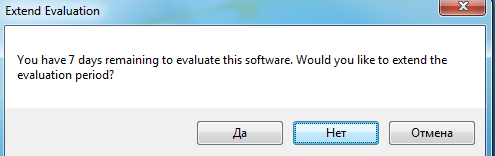 Extend Evaluation
You have 7 days remaining to evaluate this software. Would you like to extend the
evaluation period?
Да
Нет
Отмена